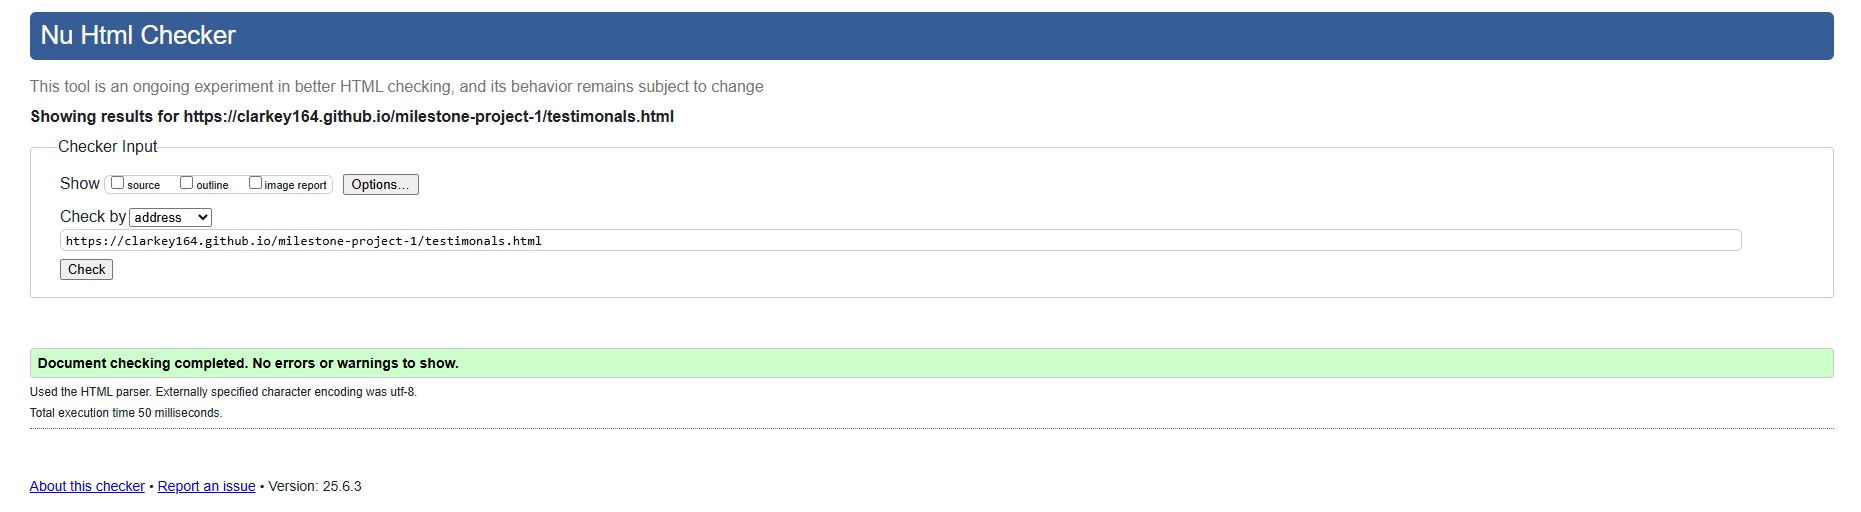 Nu Html Checker
This tool is an ongoing experiment in better HTML checking, and its behavior remains subject to change
Showing results for https://clarkey164.github.io/milestone-project-1/testimonals.html
Checker Input
Show source outline image report Options...
Check by address
https://clarkey164.github.io/milestone-project-1/testimonals.html
Check
Document checking completed. No errors or warnings to show.
Used the HTML parser. Externally specified character encoding was utf-8.
Total execution time 50 milliseconds.
About this checker • Report an issue • Version: 25.6.3